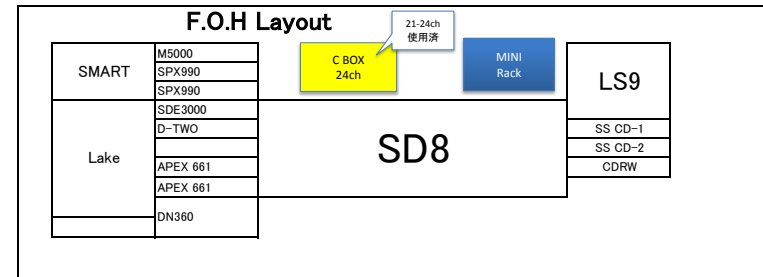 F.O.H Layout
21-24ch
使用済
C BOX
24ch
MINI
Rack
SMART
M5000
SPX990
SPX990
LS9
Lake
SDE3000
D-TWO
APEX 661
APEX 661
DN360
SD8
SS CD-1
SS CD-2
CDRW